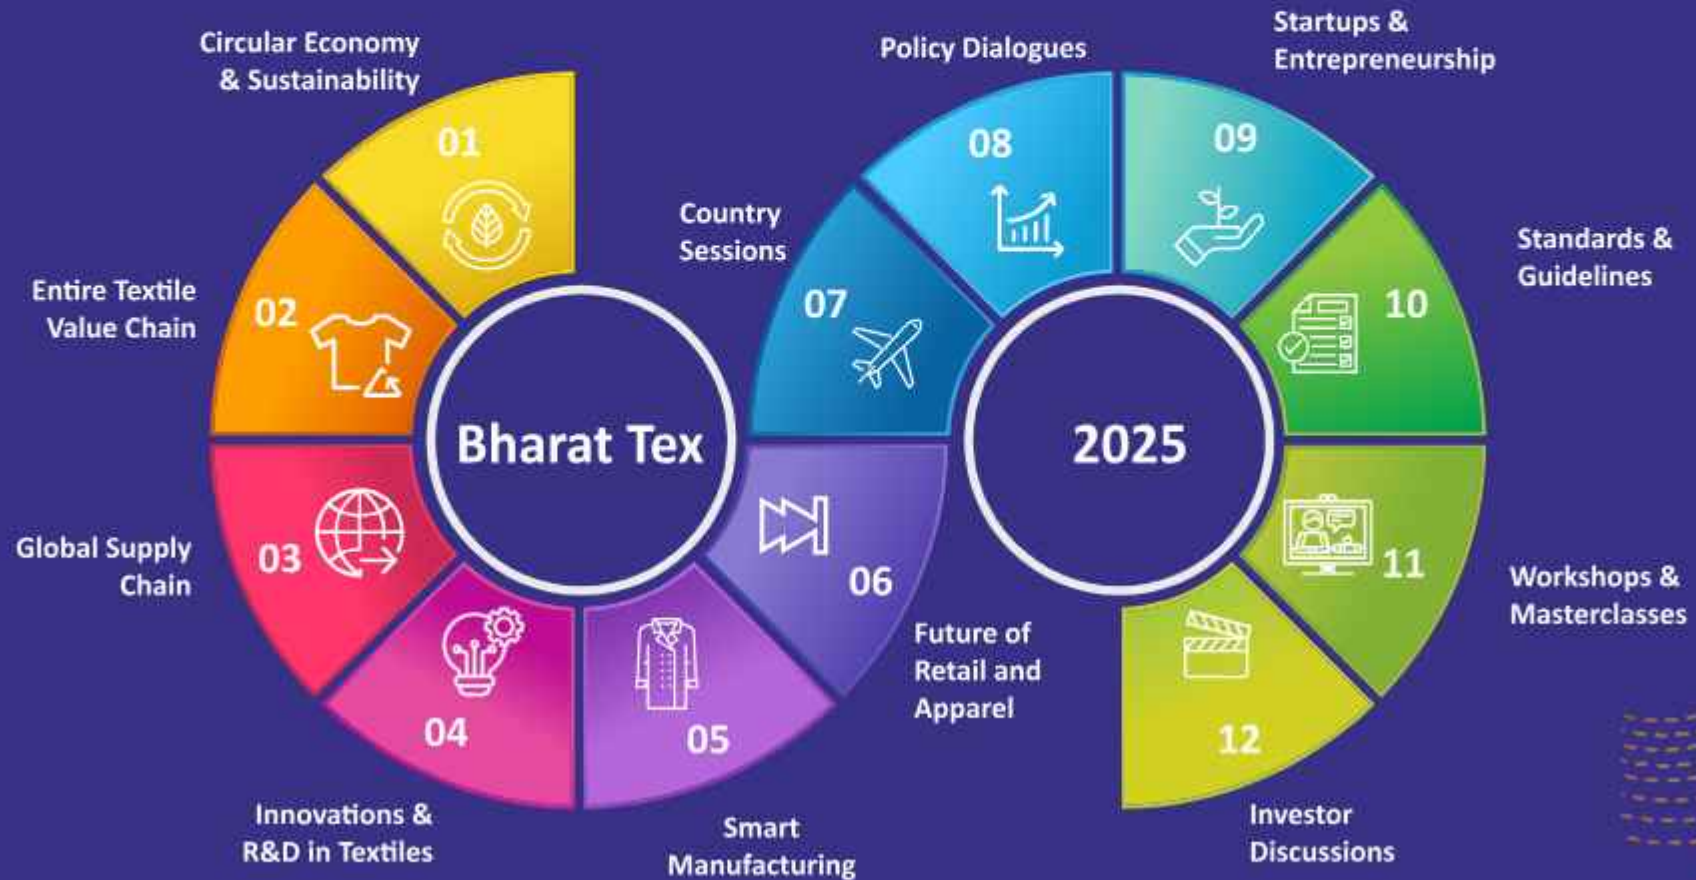 Circular Economy
& Sustainability
01
Entire Textile
Value Chain
02
Global Supply
Chain
03
04
Innovations &
R&D in Textiles
05
Smart
Manufacturing
06
Future of
Retail and
Apparel
Bharat Tex
Country
Sessions
07
Policy Dialogues
08
Startups &
Entrepreneurship
09
Standards &
Guidelines
10
11
Workshops &
Masterclasses
12
Investor
Discussions
2025